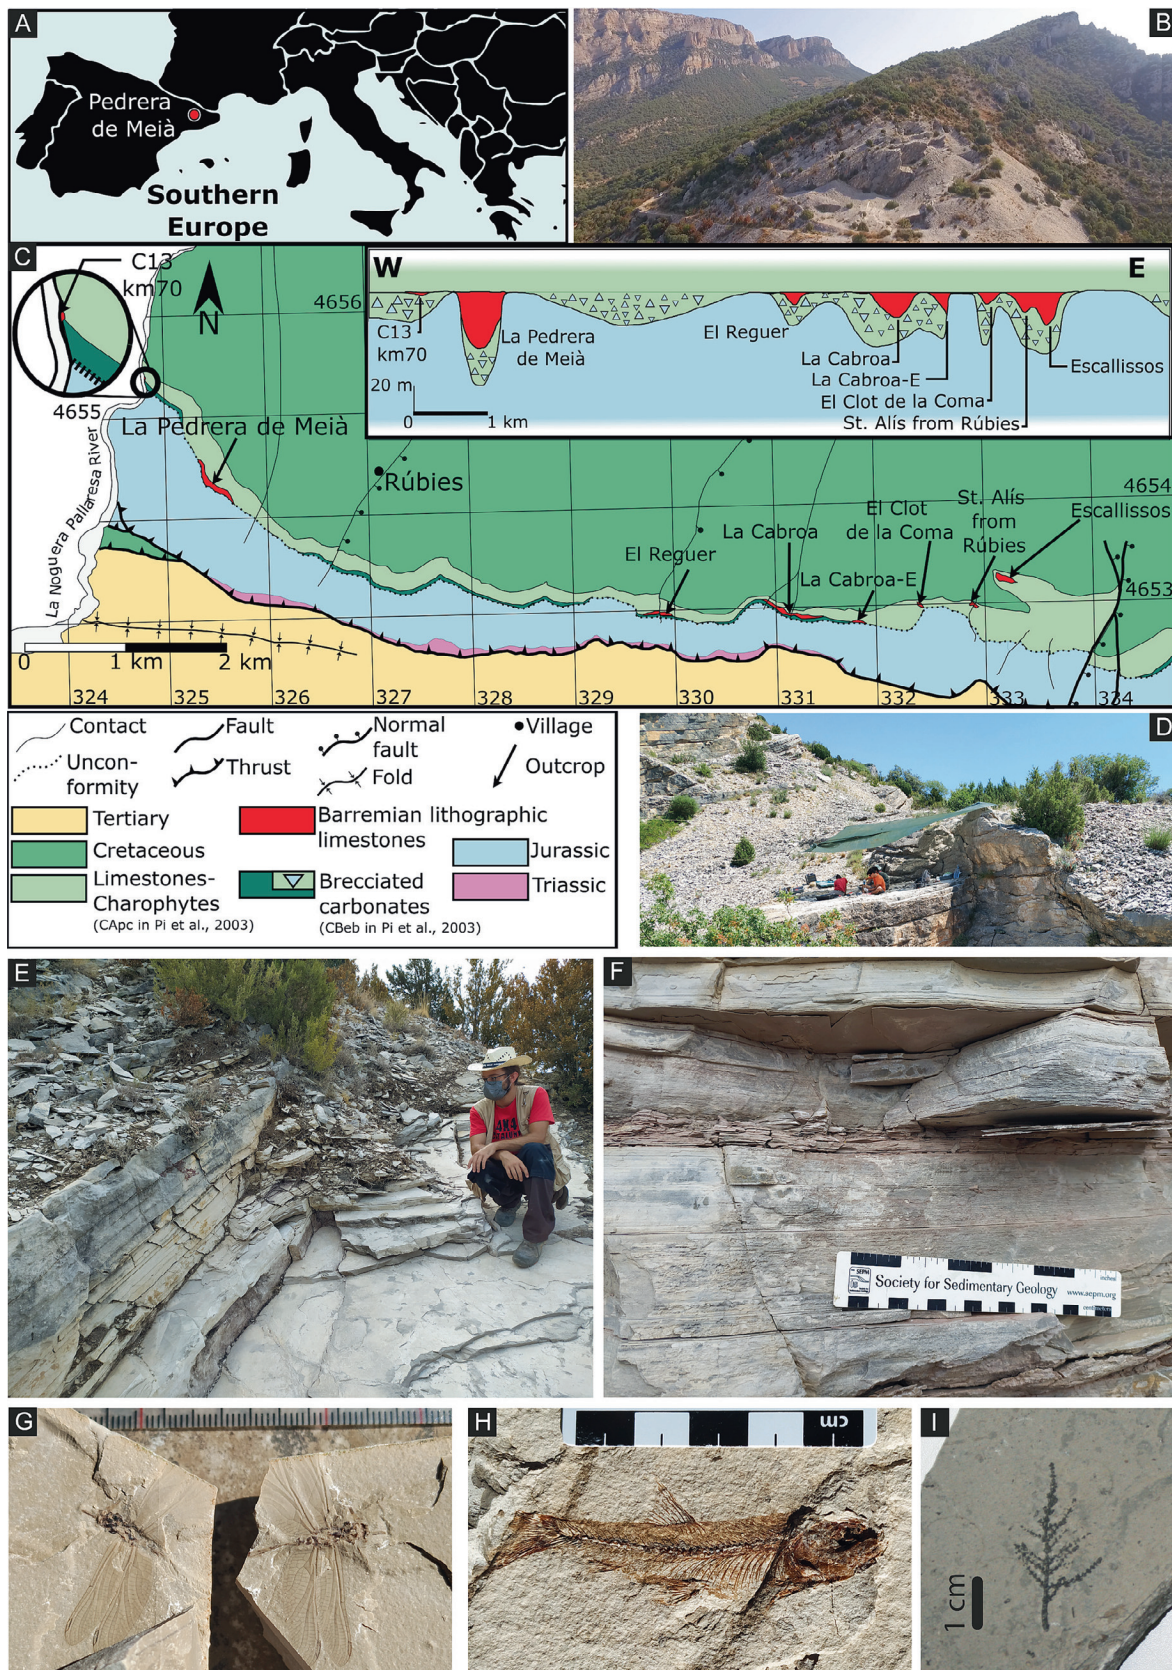 A
Pedrera
de Meià
Southern
Europe
B
C
C13
km70
N
4656
4655
W
E
C13
km70
La Pedrera
de Meià
El Reguer
La Cabroa
La Cabroa-E
El Clot de la Coma
St. Alís from Rúbies
Escallissos
20 m
0
1 km
La Pedrera de Meià
La Noguera Pallaresa River
Rúbies
El Reguer
La Cabroa
El Clot
de la Coma
La Cabroa-E
St. Alís
from
Rúbies
Escallissos
4654
4653
0
1 km
2 km
324
325
326
327
328
329
330
331
332
333
334
Contact
Fault
Normal
fault
Village
Uncon-
formity
Thrust
Fold
Outcrop
Tertiary
Barremian lithographic
limestones
Cretaceous
Jurassic
Limestones-
Charophytes
(CApc in Pi et al., 2003)
Brecciated
carbonates
(CBeb in Pi et al., 2003)
Triassic
D
E
F
SEPM
Society for Sedimentary Geology
inches
www.sepm.org
G
H
cm
I
1 cm